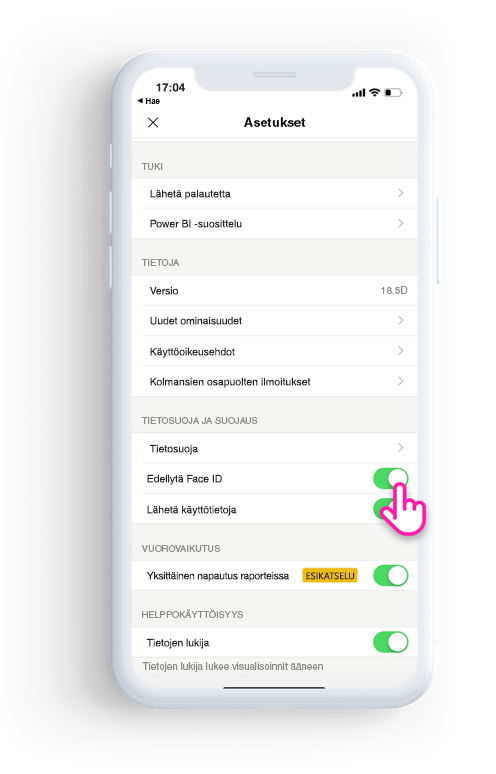 17:04
◀ Hae
Asetukset
TUKI
Lähetä palautetta
Power BI -suosittelu
TIETOJA
Versio 18.5D
Uudet ominaisuudet
Käyttöoikeusehdot
Kolmansien osapuolten ilmoitukset
TIETOSUOJA JA SUOJAUS
Tietosuoja
Edellytä Face ID
Lähetä käyttötietoja
VUOROVAIKUTUS
Yksittäinen napautus raporteissa ESIKATSELU
HELPPOKÄYTTÖISYYS
Tietojen lukija
Tietojen lukija lukee visualisoinnit ääneen